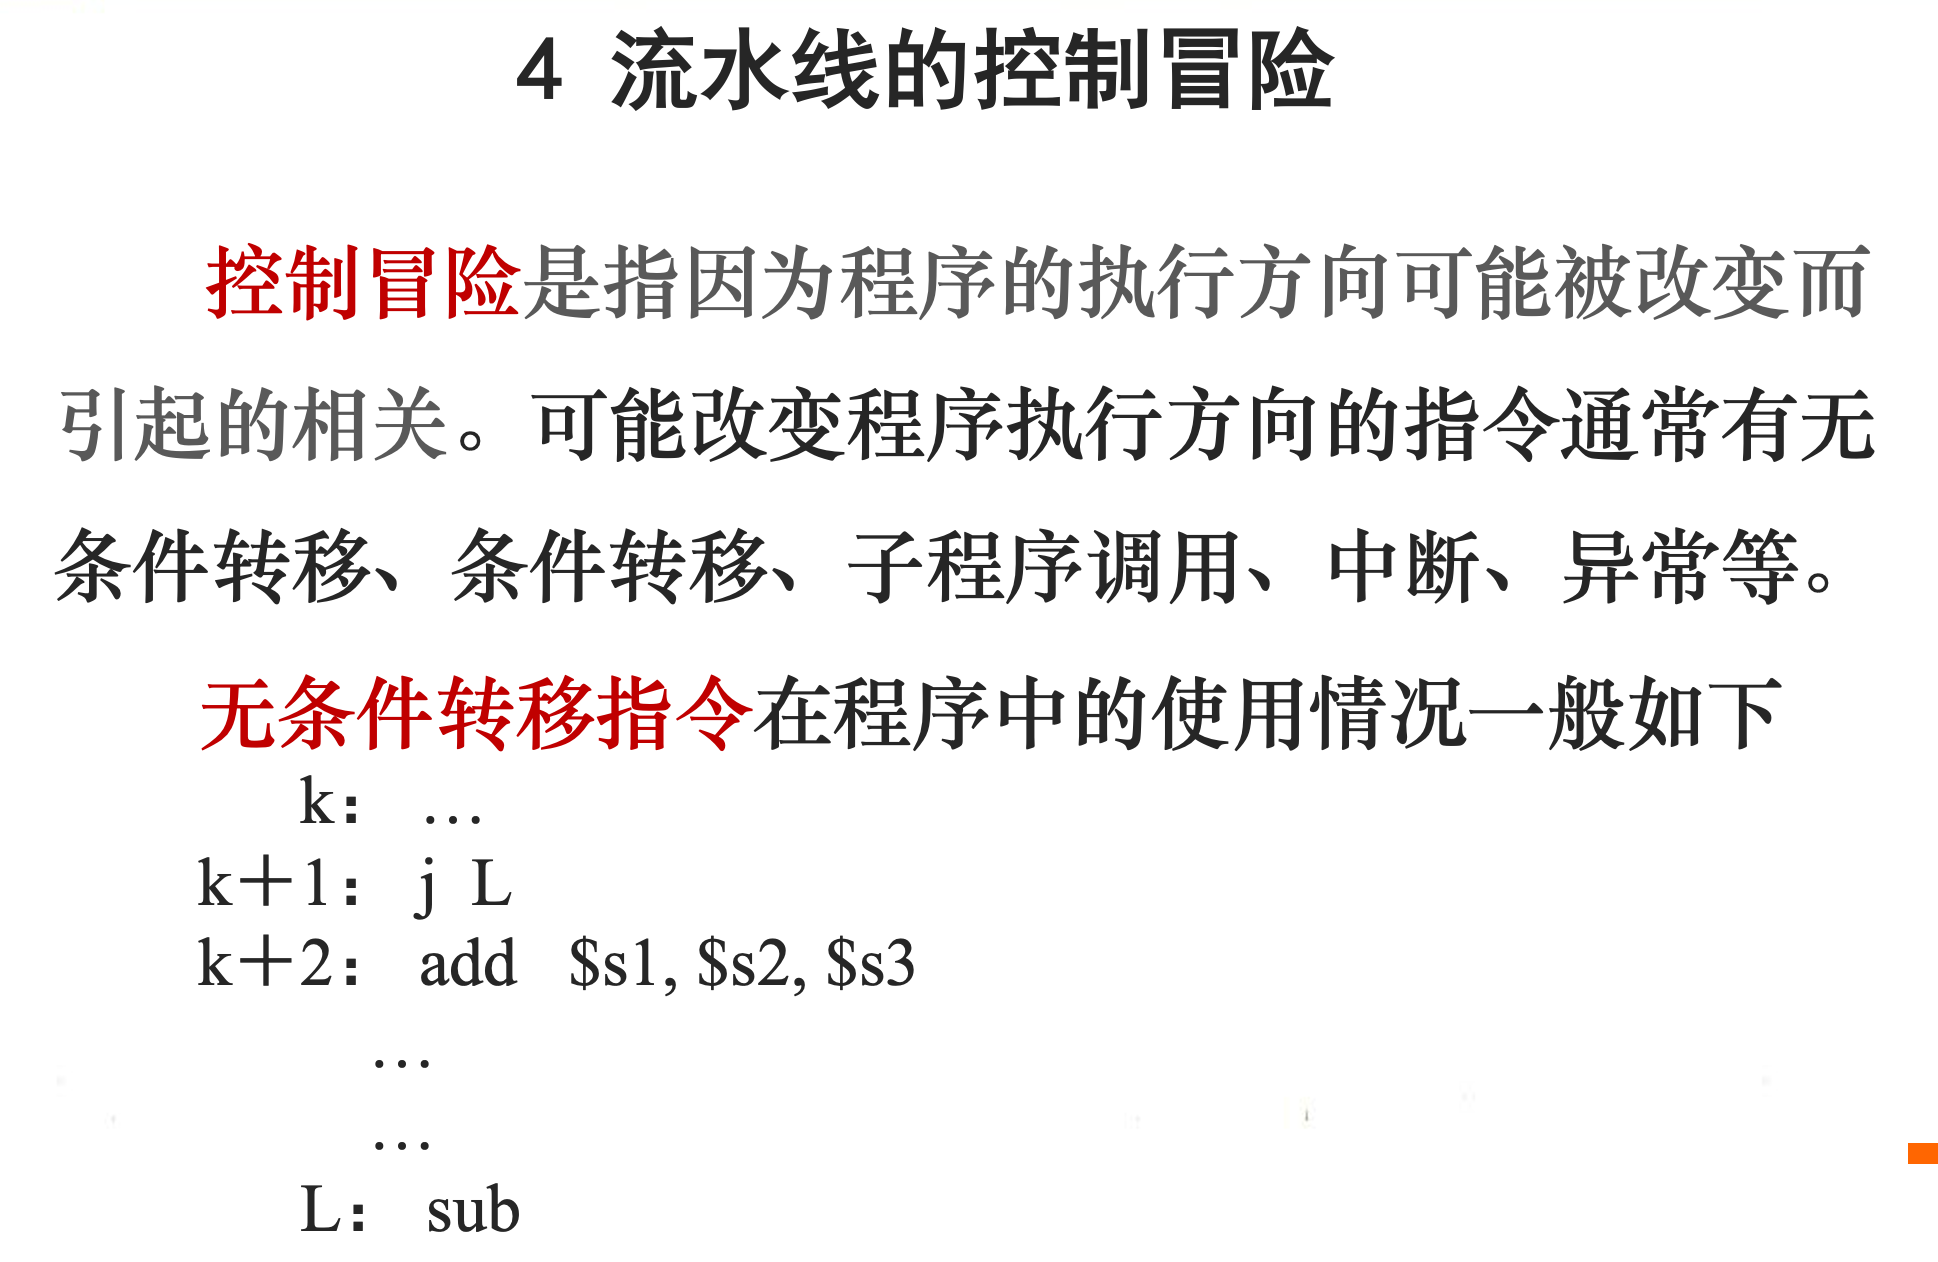 4 流水线的控制冒险
控制冒险是指因为程序的执行方向可能被改变而
引起的相关。可能改变程序执行方向的指令通常有无
条件转移、条件转移、子程序调用、中断、异常等。
无条件转移指令在程序中的使用情况一般如下
k： …
k＋1： j L
k＋2： add $s1, $s2, $s3
…
…
L： sub